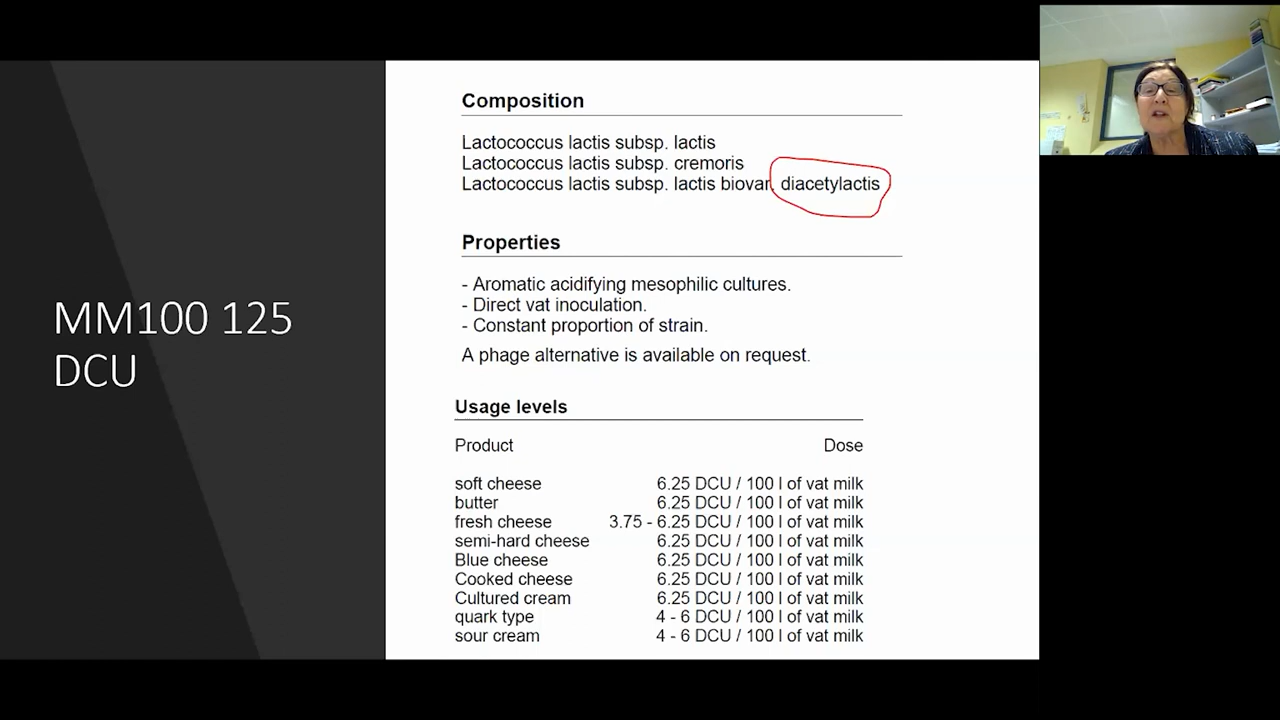 MM100 125
DCU
Composition
Lactococcus lactis subsp. lactis
Lactococcus lactis subsp. cremoris
Lactococcus lactis subsp. lactis biovar. diacetylactis
Properties
- Aromatic acidifying mesophilic cultures.
- Direct vat inoculation.
- Constant proportion of strain.
A phage alternative is available on request.
Usage levels
Product Dose
soft cheese 6.25 DCU / 100 l of vat milk
butter 6.25 DCU / 100 l of vat milk
fresh cheese 3.75 - 6.25 DCU / 100 l of vat milk
semi-hard cheese 6.25 DCU / 100 l of vat milk
Blue cheese 6.25 DCU / 100 l of vat milk
Cooked cheese 6.25 DCU / 100 l of vat milk
Cultured cream 6.25 DCU / 100 l of vat milk
quark type 4 - 6 DCU / 100 l of vat milk
sour cream 4 - 6 DCU / 100 l of vat milk